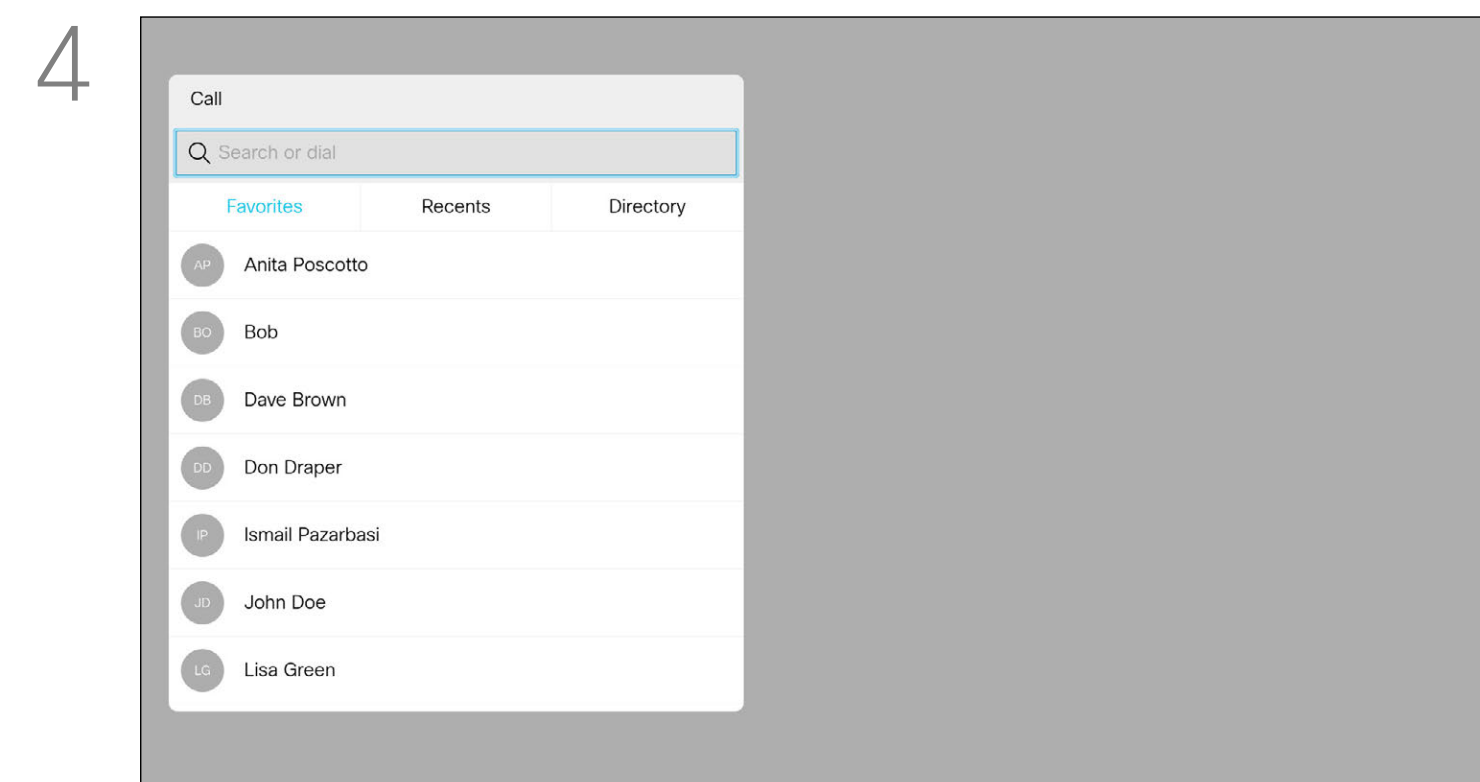 4
Call
Search or dial
Favorites Recents Directory
AP Anita Poscotto
BO Bob
DB Dave Brown
DD Don Draper
IP Ismail Pazarbasi
JD John Doe
LG Lisa Green